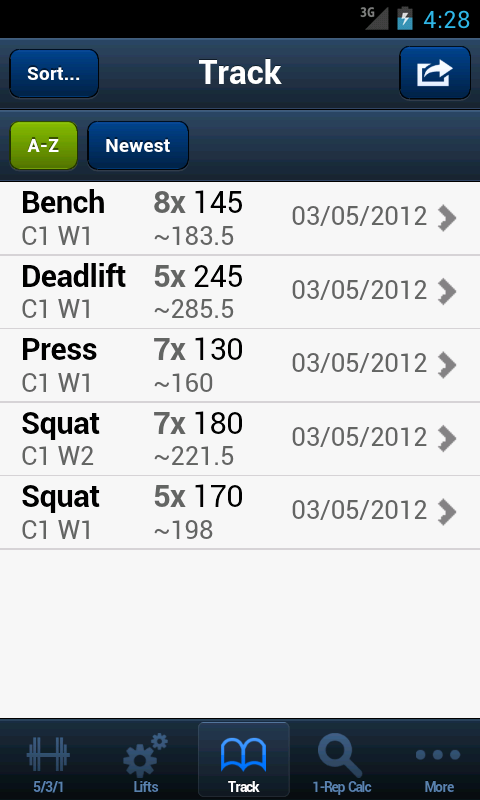 3G 4:28
Sort... Track
A-Z Newest
Bench 8x 145 03/05/2012
C1 W1 ~183.5
Deadlift 5x 245 03/05/2012
C1 W1 ~285.5
Press 7x 130 03/05/2012
C1 W1 ~160
Squat 7x 180 03/05/2012
C1 W2 ~221.5
Squat 5x 170 03/05/2012
C1 W1 ~198
5/3/1 Lifts Track 1-Rep Calc More